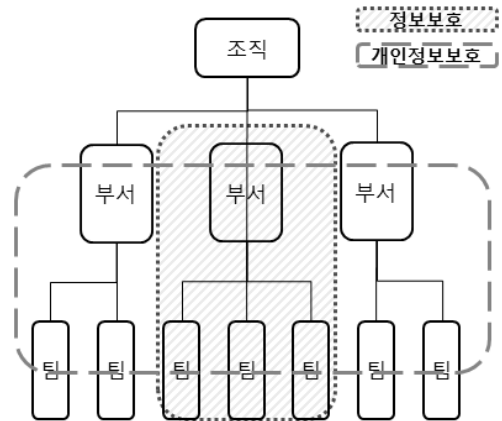 정보보호
개인정보보호
조직
부서 부서 부서
팀 팀 팀 팀 팀 팀 팀